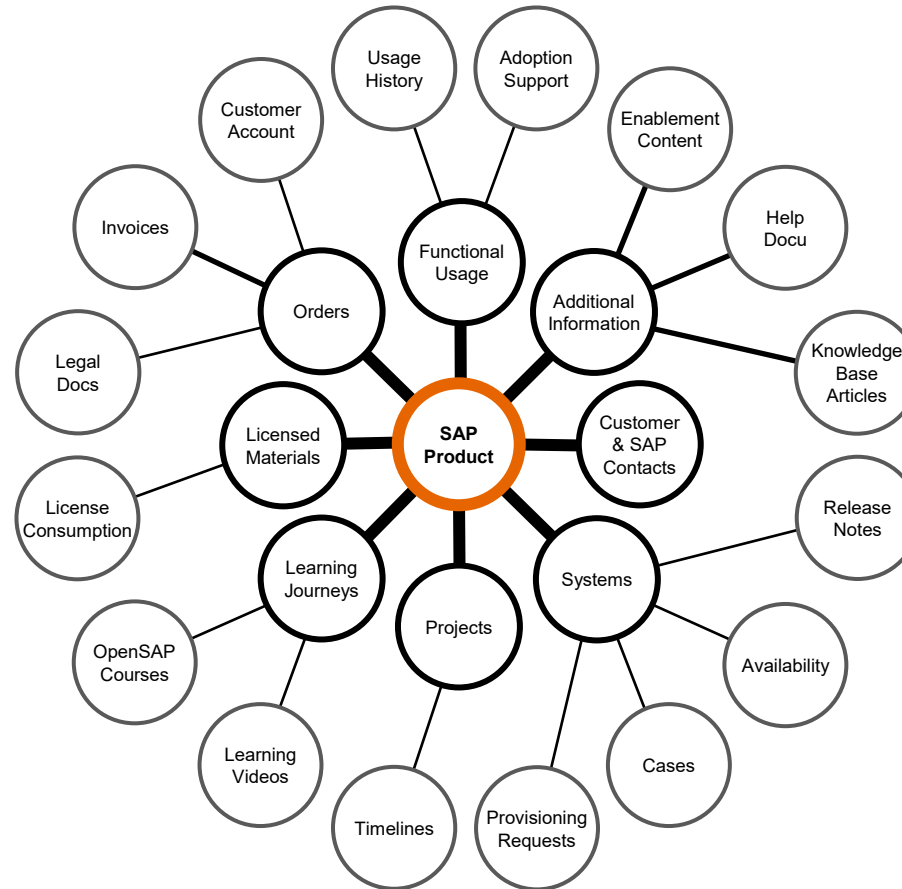 Usage
History
Adoption
Support
Customer
Account
Enablement
Content
Invoices
Help
Docu
Functional
Usage
Orders
Additional
Information
Legal
Docs
Knowledge
Base
Articles
Licensed
Materials
SAP
Product
Customer
& SAP
Contacts
License
Consumption
Release
Notes
Learning
Journeys
Systems
Projects
OpenSAP
Courses
Availability
Learning
Videos
Cases
Timelines
Provisioning
Requests